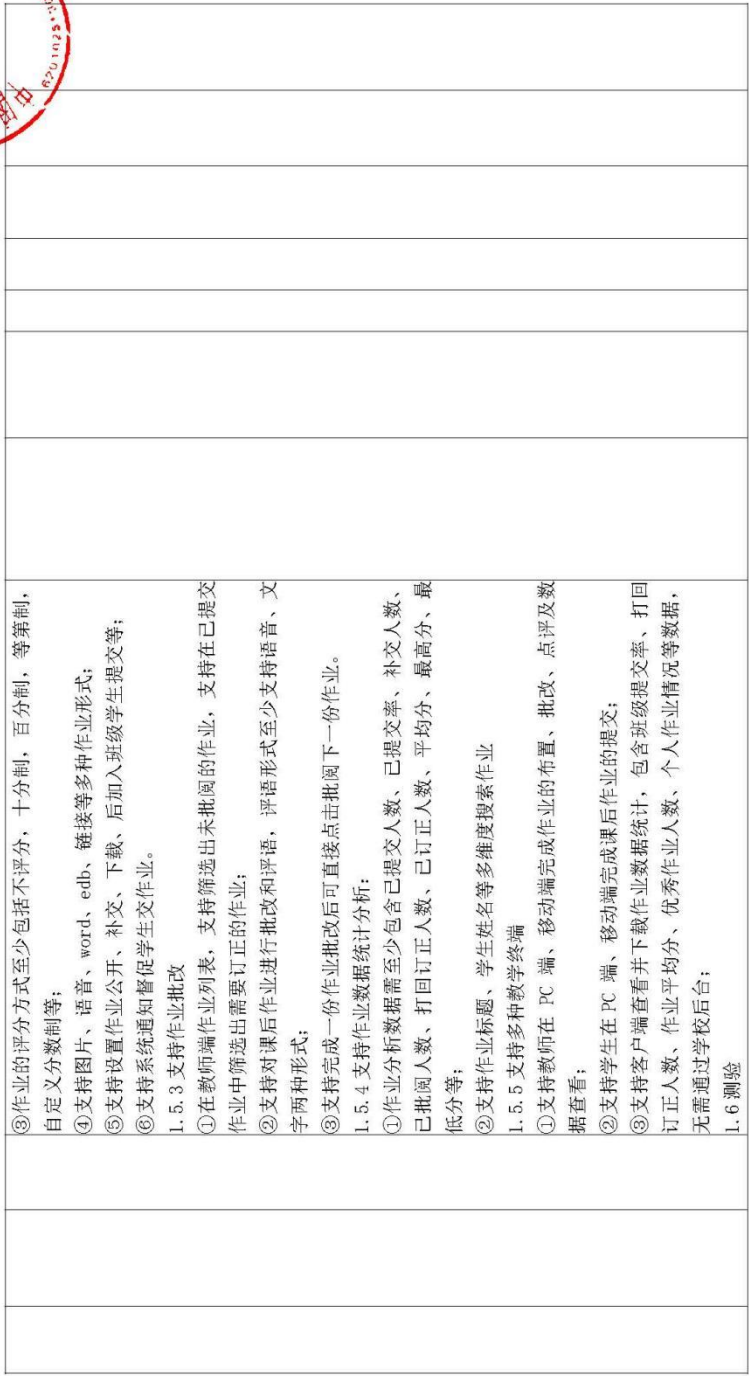 ③作业的评分方式至少包括不评分，十分制，百分制，等第制，
自定义分数制等；
④支持图片、语音、word、edb、链接等多种作业形式；
⑤支持设置作业公开、补交、下载、后加入班级学生提交等；
⑥支持系统通知督促学生交作业。
1.5.3 支持作业批改
①在教师端作业列表，支持筛选出未批阅的作业，支持在已提交
作业中筛选出需要订正的作业；
②支持对课后作业进行批改和评语，评语形式至少支持语音、文
字两种形式；
③支持完成一份作业批改后可直接点击批阅下一份作业。
1.5.4 支持作业数据统计分析：
①作业分析数据需至少包含已提交人数、已提交率、补交人数、
已批阅人数、打回订正人数、已订正人数、平均分、最高分、最
低分等；
②支持作业标题、学生姓名等多维度搜索作业
1.5.5 支持多种教学终端
①支持教师在 PC 端、移动端完成作业的布置、批改、点评及数
据查看；
②支持学生在 PC 端、移动端完成课后作业的提交；
③支持客户端查看并下载作业数据统计，包含班级提交率、打回
订正人数、作业平均分、优秀作业人数、个人作业情况等数据，
无需通过学校后台；
1.6 测验